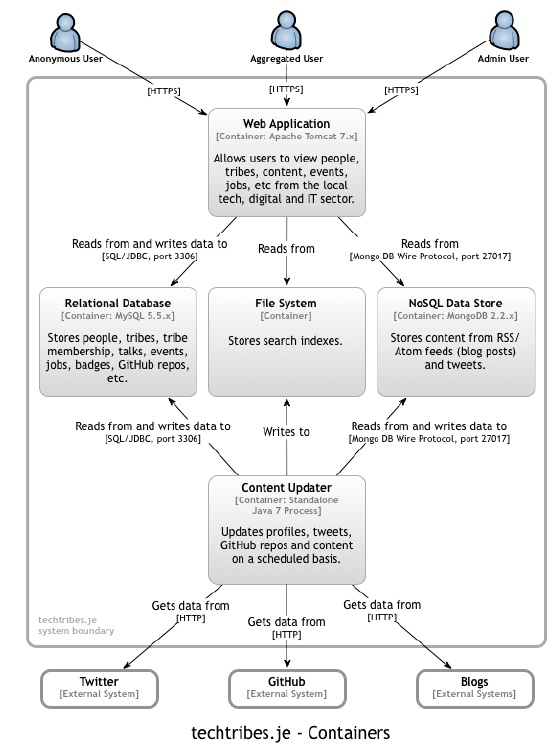 Anonymous User
Aggregated User
Admin User
[HTTPS]
[HTTPS]
[HTTPS]
Web Application
[Container: Apache Tomcat 7.x]
Allows users to view people,
tribes, content, events,
jobs, etc from the local
tech, digital and IT sector.
Reads from and writes data to
[SQL/JDBC, port 3306]
Reads from
Reads from
[Mongo DB Wire Protocol, port 27017]
Relational Database
[Container: MySQL 5.5.x]
Stores people, tribes, tribe
membership, talks, events,
jobs, badges, GitHub repos,
etc.
File System
[Container]
Stores search indexes.
NoSQL Data Store
[Container: MongoDB 2.2.x]
Stores content from RSS/
Atom feeds (blog posts)
and tweets.
Reads from and writes data to
[SQL/JDBC, port 3306]
Writes to
Reads from and writes data to
[Mongo DB Wire Protocol, port 27017]
Content Updater
[Container: Standalone
Java 7 Process]
Updates profiles, tweets,
GitHub repos and content
on a scheduled basis.
Gets data from
[HTTP]
Gets data from
[HTTP]
Gets data from
[HTTP]
techtribes.je
system boundary
Twitter
[External System]
GitHub
[External System]
Blogs
[External Systems]
techtribes.je - Containers